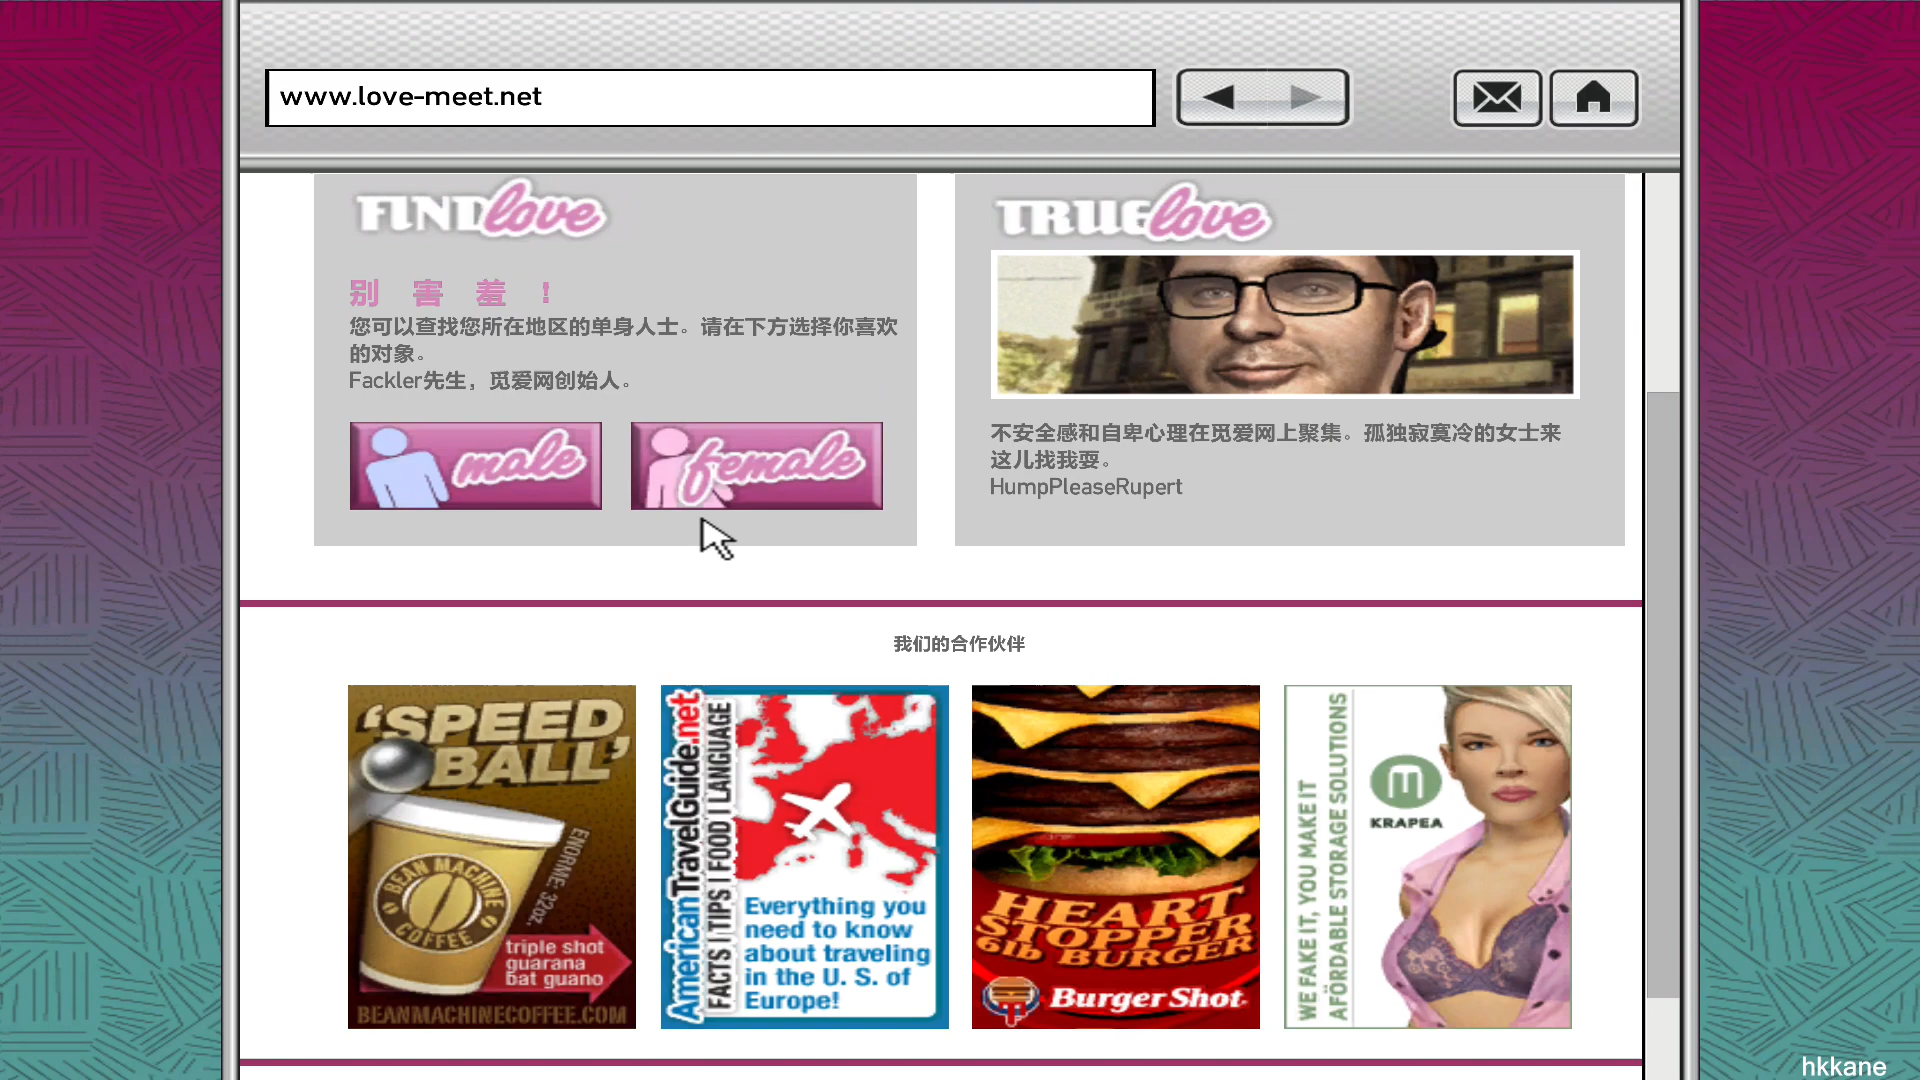 www.love-meet.net
FINDlove
别害羞!
您可以查找您所在地区的单身人士。请在下方选择你喜欢
的对象。
Fackler先生，觅爱网创始人。
male
female
TRUElove
不安全感和自卑心理在觅爱网上聚集。孤独寂寞冷的女士来
这儿找我耍。
HumpPleaseRupert
我们的合作伙伴
'SPEED
BALL'
ENORME: 32oz.
BEAN MACHINE
COFFEE
triple shot
guarana
bat guano
BEANMACHINECOFFEE.COM
AmericanTravelGuide.net
FACTS | TIPS | FOOD | LANGUAGE
Everything you
need to know
about traveling
in the U. S. of
Europe!
HEART
STOPPER
6lb BURGER
Burger Shot
WE FAKE IT, YOU MAKE IT
AFÖRDABLE STORAGE SOLUTIONS
KRAPEA
hkkane